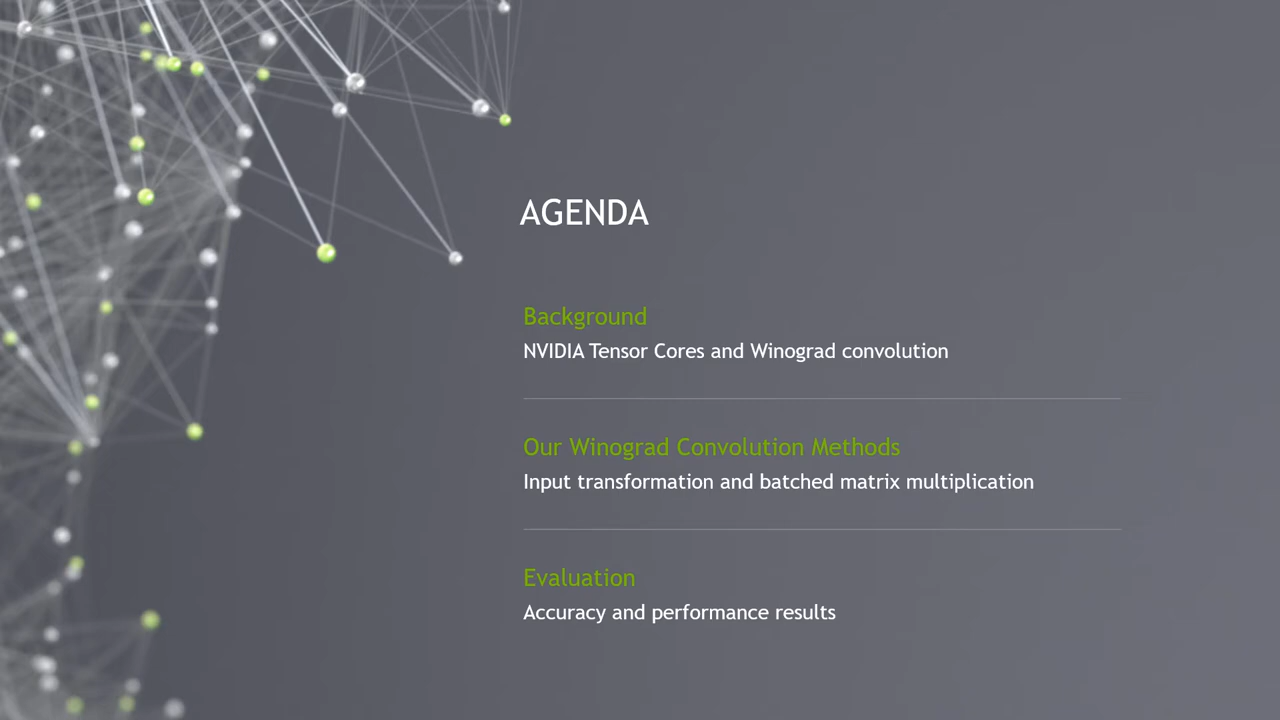 AGENDA
Background
NVIDIA Tensor Cores and Winograd convolution
Our Winograd Convolution Methods
Input transformation and batched matrix multiplication
Evaluation
Accuracy and performance results